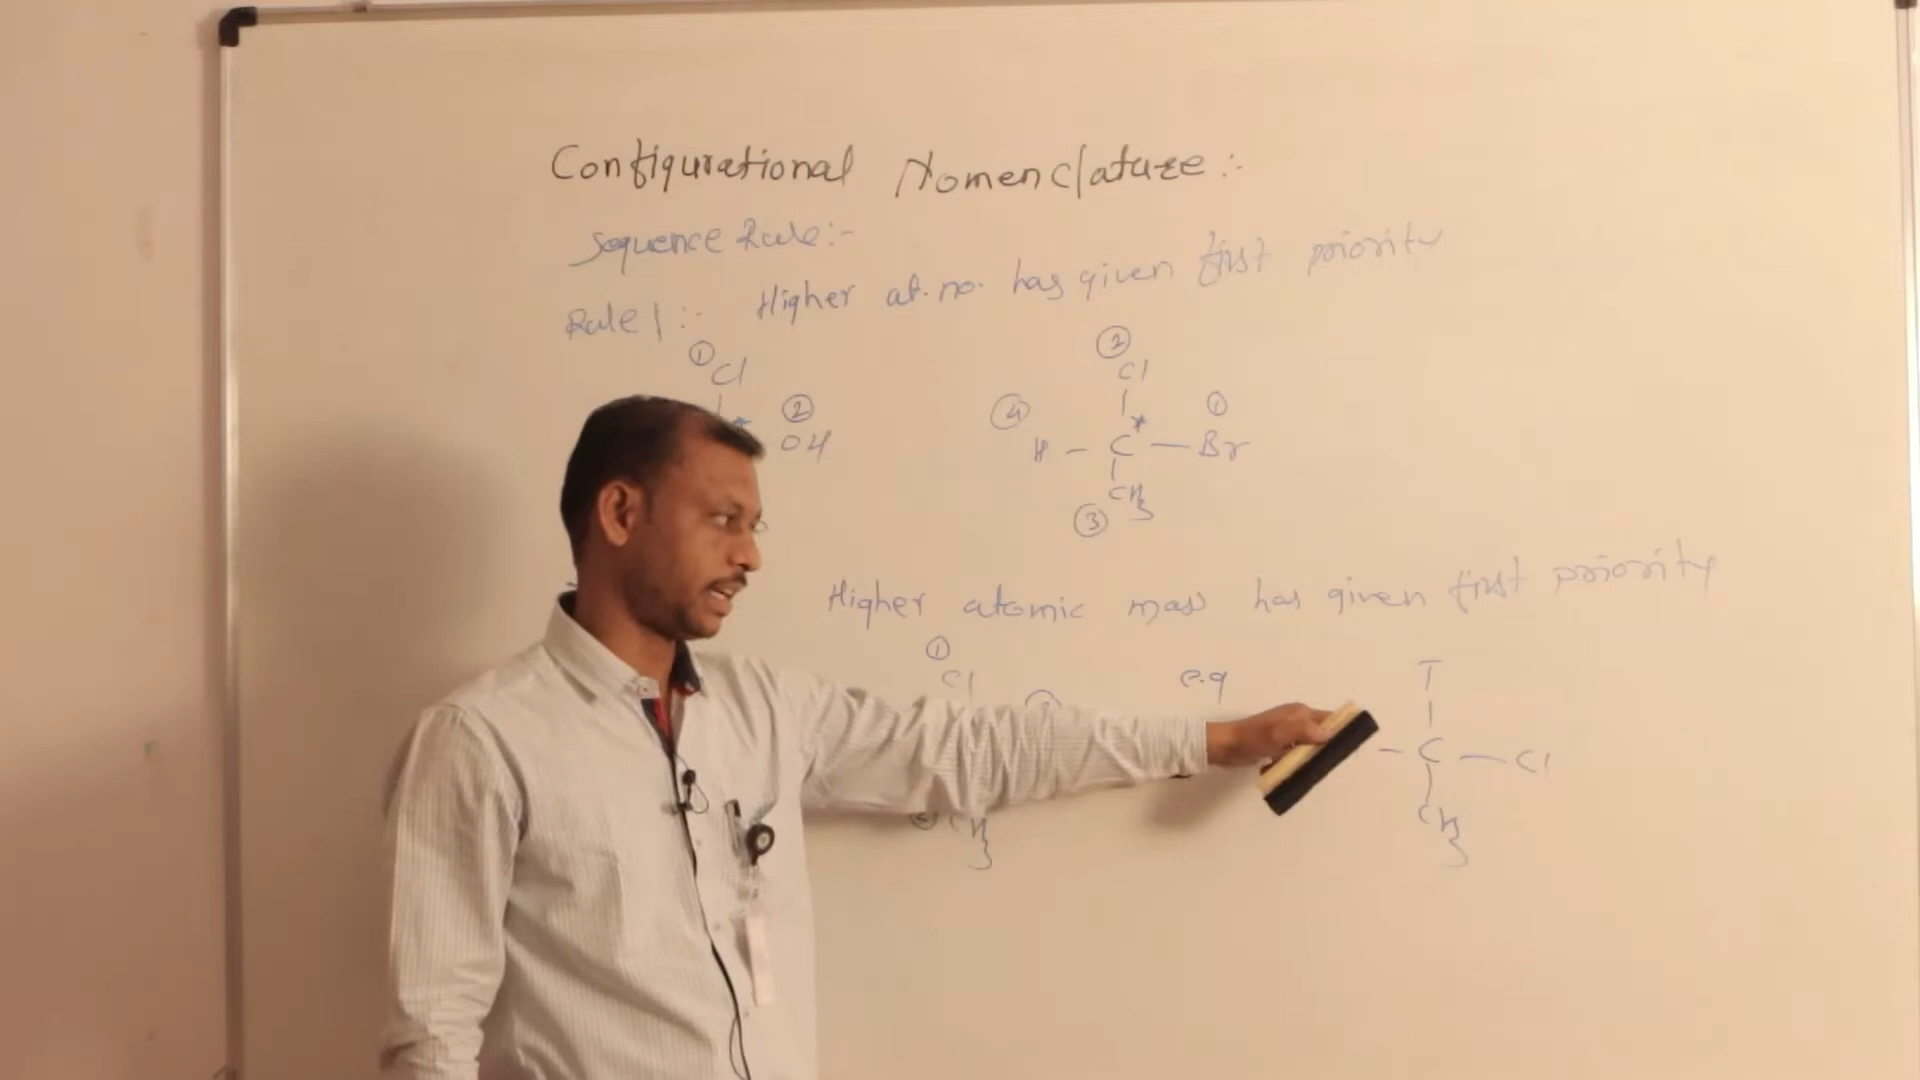 Configurational Nomenclature :-
Sequence Rule :-
Rule 1 :- Higher at. no. has given first priority
① Cl
② OH
② Cl
④ H - C* - Br ①
③ CH3
Higher atomic mass has given first priority
① Cl
CH3
e.g
T
- C - Cl
CH3